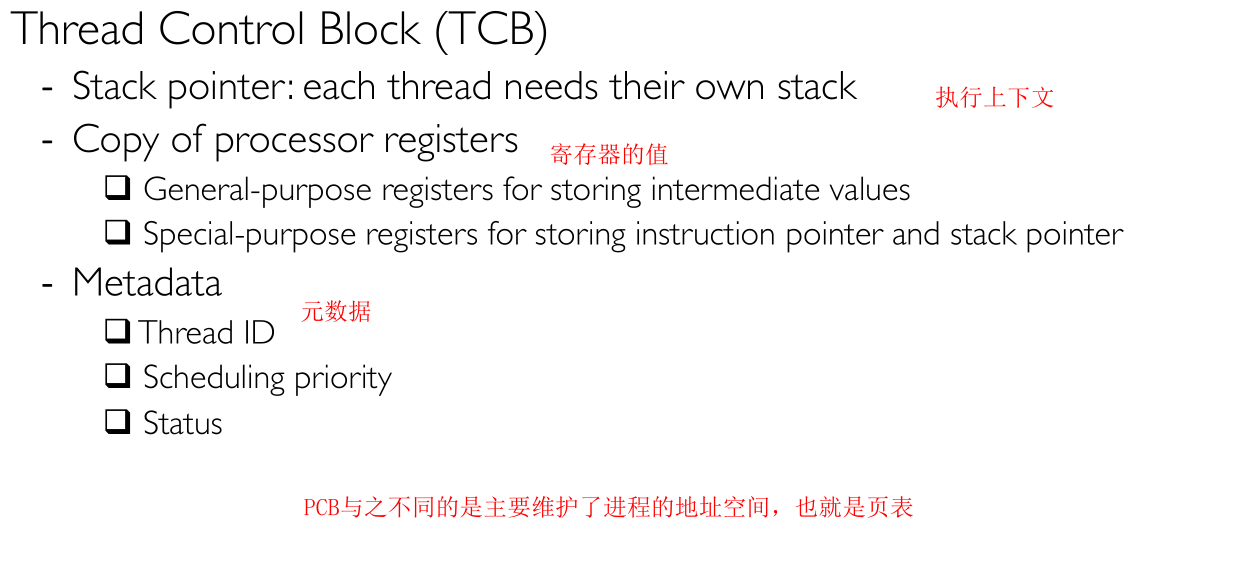 Thread Control Block (TCB)
- Stack pointer: each thread needs their own stack 执行上下文
- Copy of processor registers 寄存器的值
❑ General-purpose registers for storing intermediate values
❑ Special-purpose registers for storing instruction pointer and stack pointer
- Metadata 元数据
❑ Thread ID
❑ Scheduling priority
❑ Status
PCB与之不同的是主要维护了进程的地址空间，也就是页表